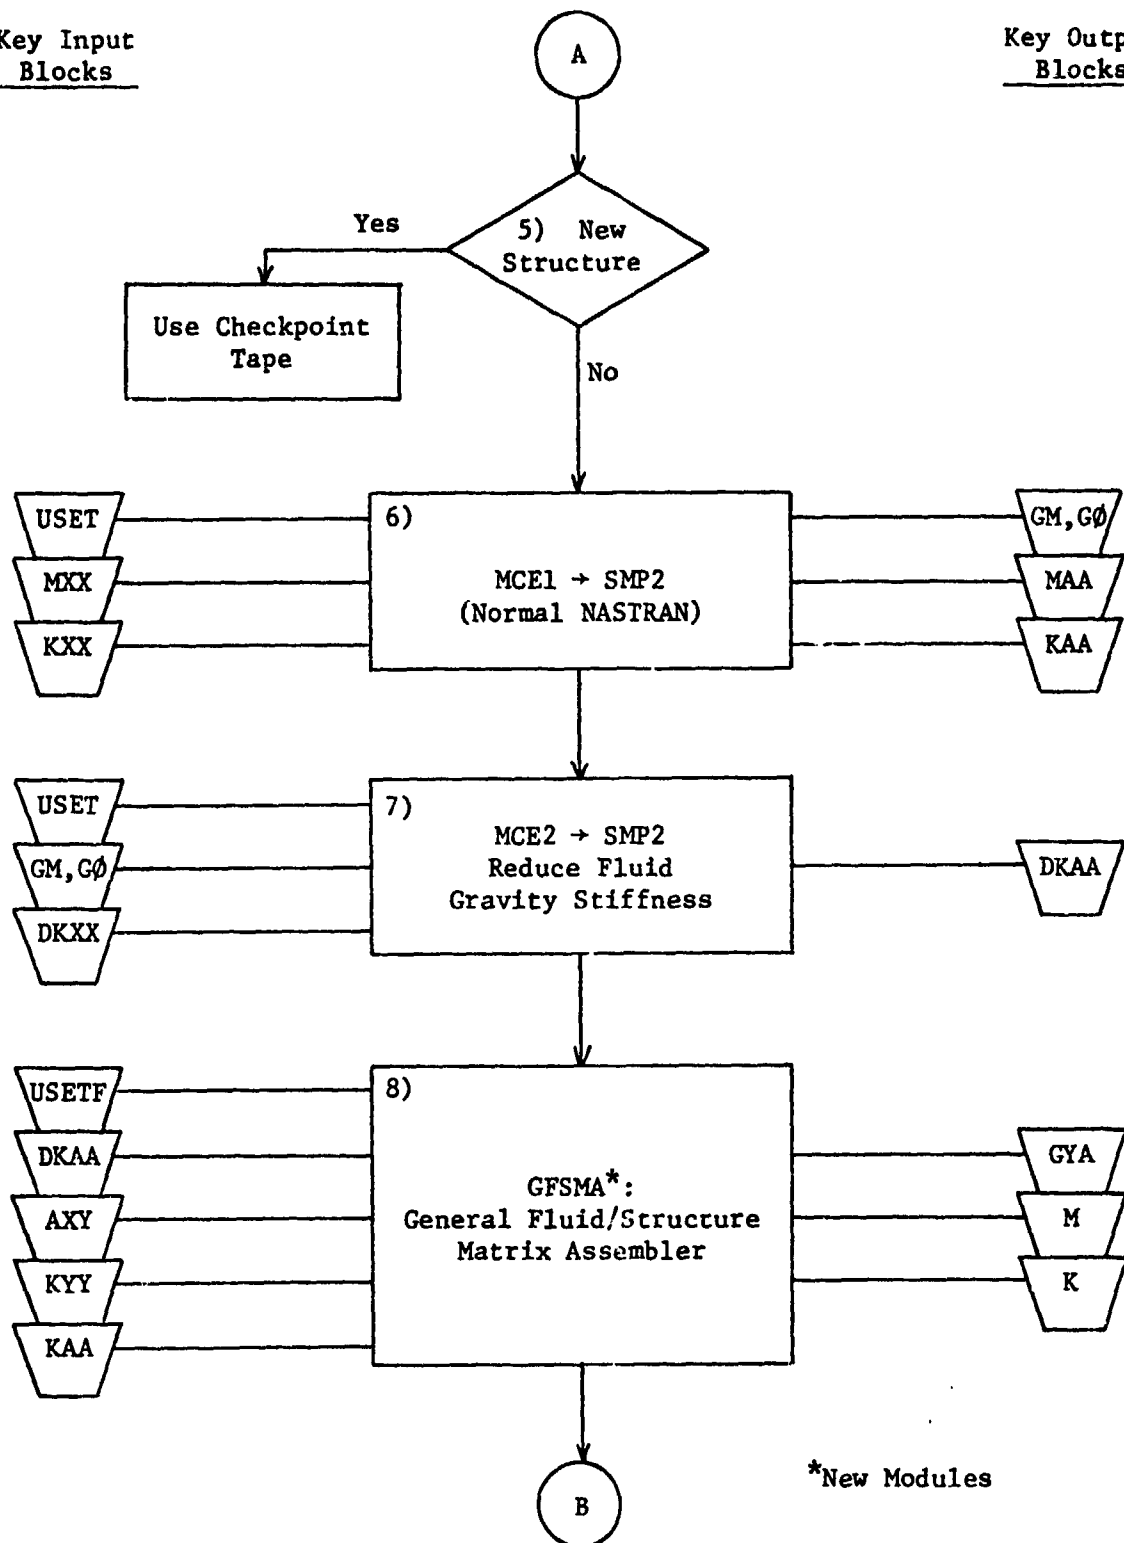 Key Input
Blocks
A
Key Outp
Blocks
Yes
5) New
Structure
Use Checkpoint
Tape
No
USET
MXX
KXX
6)
MCE1 → SMP2
(Normal NASTRAN)
GM,GØ
MAA
KAA
USET
GM,GØ
DKXX
7)
MCE2 → SMP2
Reduce Fluid
Gravity Stiffness
DKAA
USETF
DKAA
AXY
KYY
KAA
8)
GFSMA*:
General Fluid/Structure
Matrix Assembler
GYA
M
K
B
*New Modules